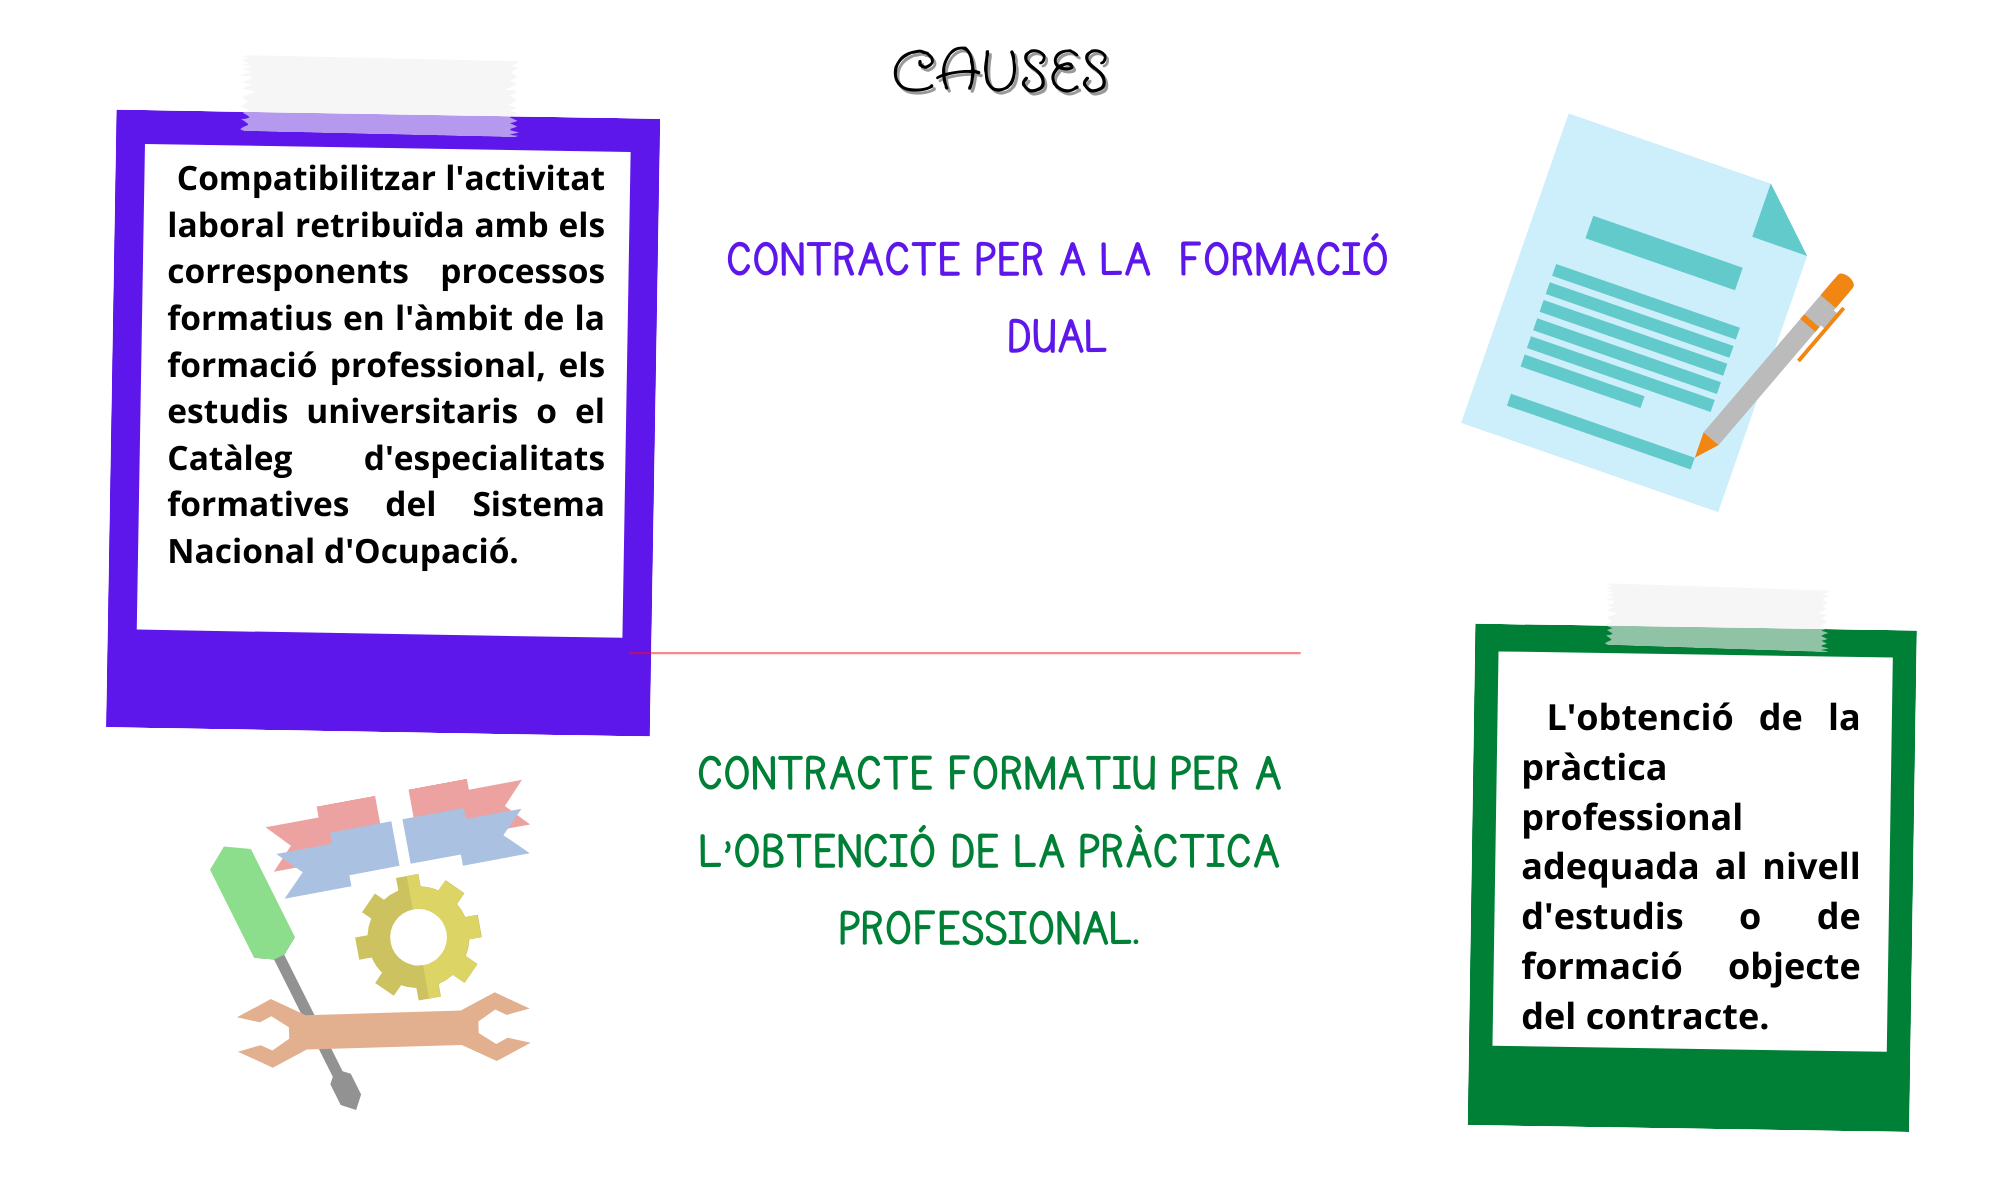 CAUSES
Compatibilitzar l'activitat
laboral retribuïda amb els
corresponents processos
formatius en l'àmbit de la
formació professional, els
estudis universitaris o el
Catàleg d'especialitats
formatives del Sistema
Nacional d'Ocupació.
CONTRACTE PER A LA FORMACIÓ
DUAL
CONTRACTE FORMATIU PER A
L'OBTENCIÓ DE LA PRÀCTICA
PROFESSIONAL.
L'obtenció de la
pràctica
professional
adequada al nivell
d'estudis o de
formació objecte
del contracte.